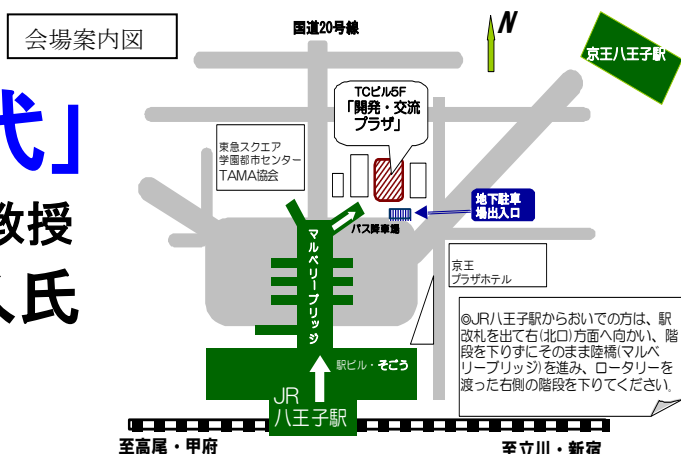 会場案内図
国道20号線
N
京王八王子駅
代」
教授
人氏
TCビル5F
「開発・交流
プラザ」
東急スクエア
学園都市センター
TAMA協会
地下駐車
場出入口
バス降車場
マルベリーブリッジ
京王
プラザホテル
◎JR八王子駅からおいでの方は、駅
改札を出て右(北口)方面へ向かい、階
段を下りずにそのまま陸橋(マルベ
リーブリッジ)を進み、ロータリーを
渡った右側の階段を下りてください。
駅ビル・そごう
JR
八王子駅
至高尾・甲府
至立川・新宿